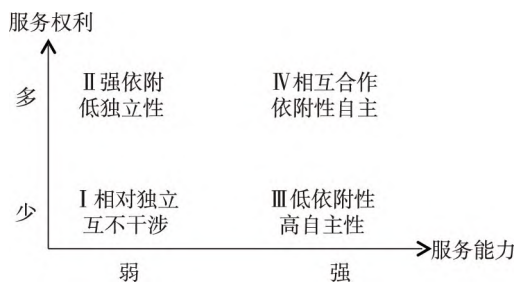 服务权利
多
Ⅱ强依附
低独立性
Ⅳ相互合作
依附性自主
少
Ⅰ相对独立
互不干涉
Ⅲ低依附性
高自主性
服务能力
弱
强